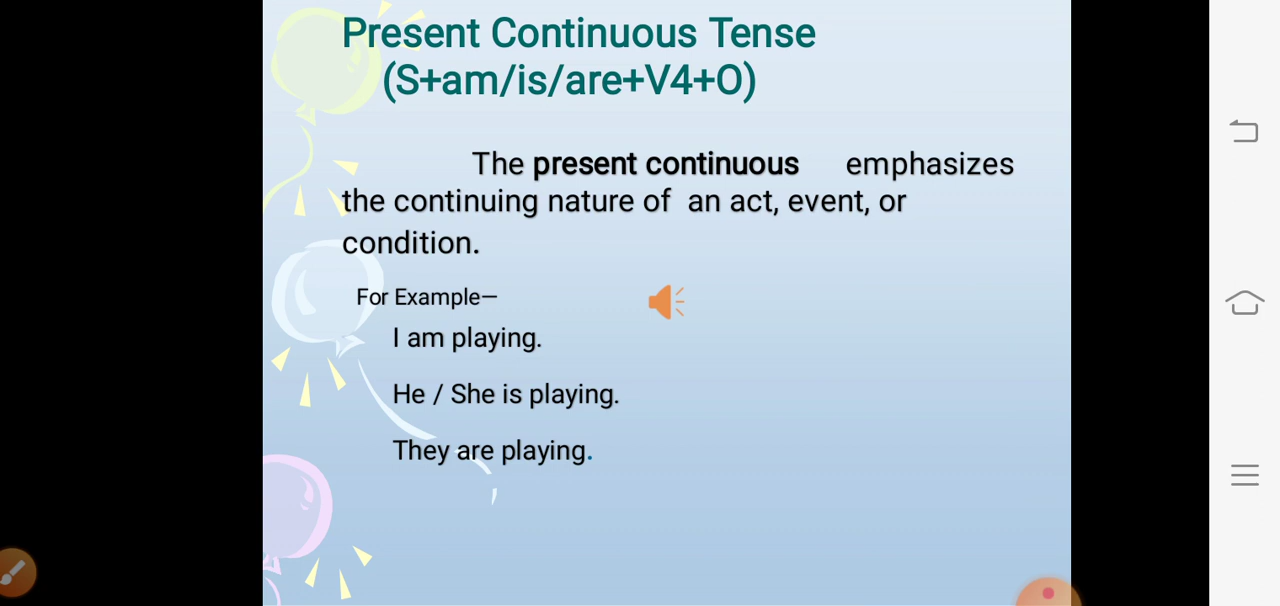 Present Continuous Tense
(S+am/is/are+V4+O)
The present continuous emphasizes
the continuing nature of an act, event, or
condition.
For Example—
I am playing.
He / She is playing.
They are playing.